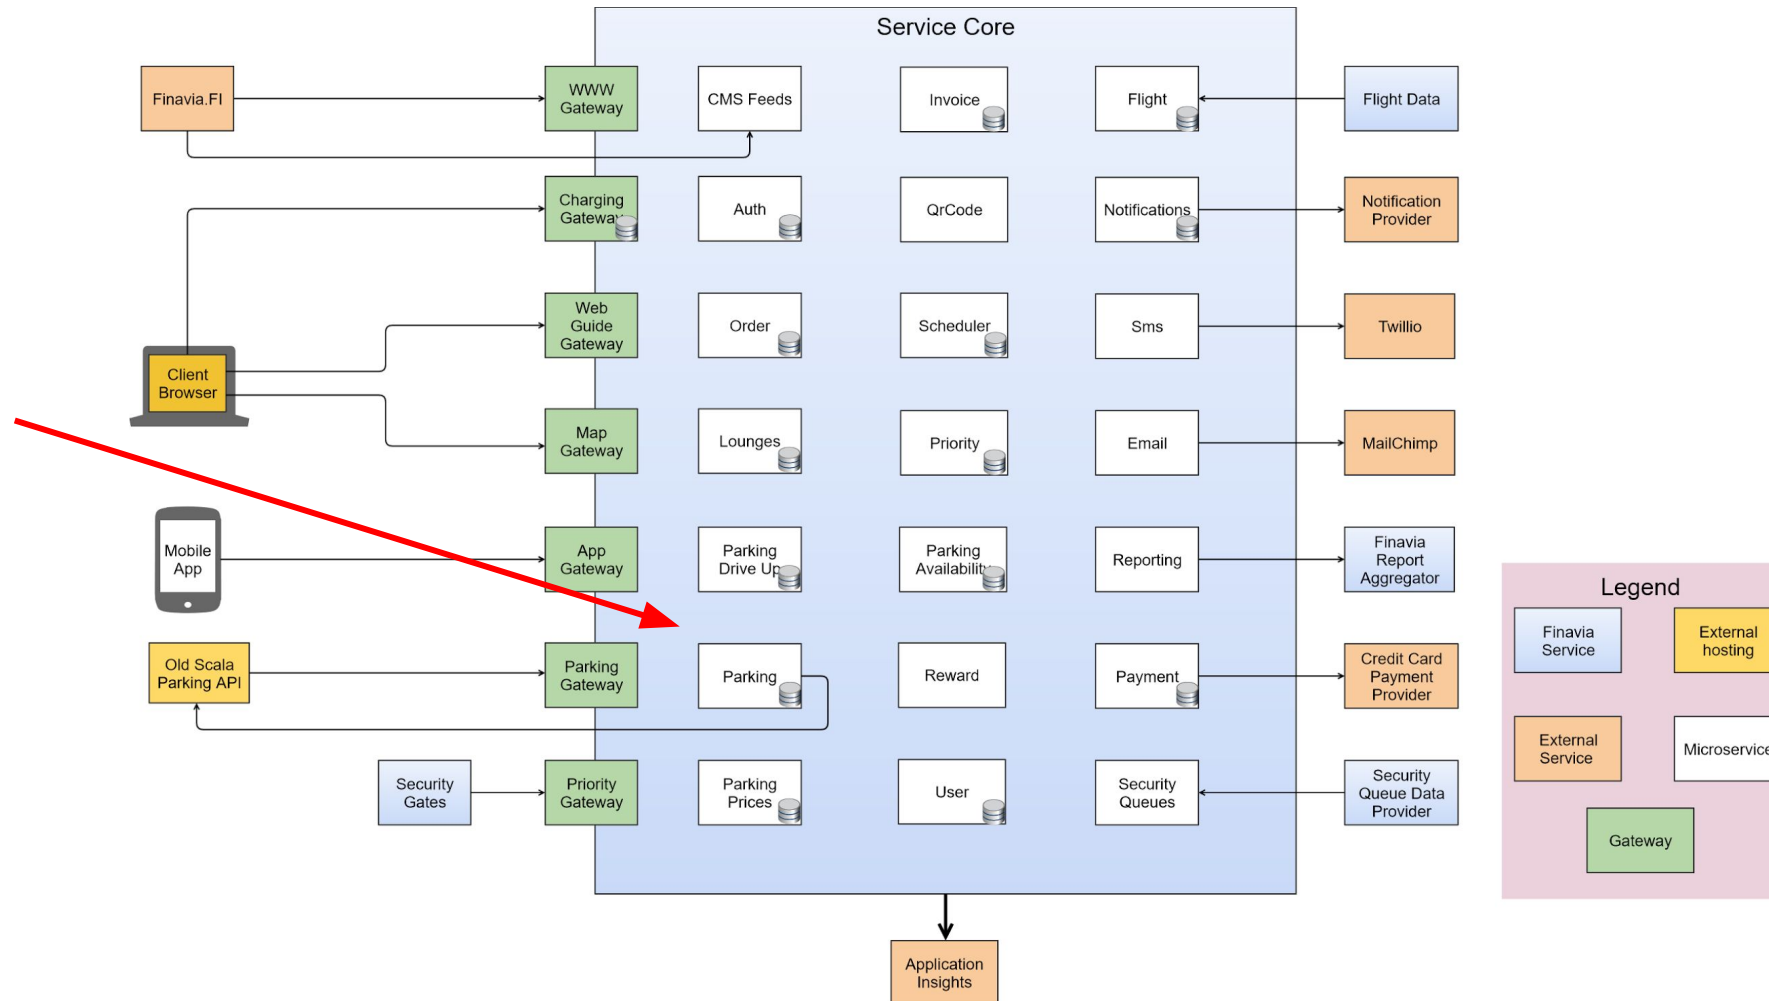 Service Core
Finavia.FI
WWW
Gateway
CMS Feeds
Invoice
Flight
Flight Data
Charging
Gateway
Auth
QrCode
Notifications
Notification
Provider
Web
Guide
Gateway
Order
Scheduler
Sms
Twillio
Client
Browser
Map
Gateway
Lounges
Priority
Email
MailChimp
Mobile
App
App
Gateway
Parking
Drive Up
Parking
Availability
Reporting
Finavia
Report
Aggregator
Old Scala
Parking API
Parking
Gateway
Parking
Reward
Payment
Credit Card
Payment
Provider
Security
Gates
Priority
Gateway
Parking
Prices
User
Security
Queues
Security
Queue Data
Provider
Application
Insights
Legend
Finavia
Service
External
hosting
External
Service
Microservice
Gateway